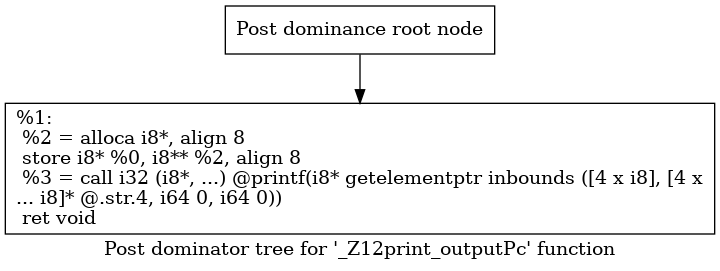 Post dominance root node
%1:
%2 = alloca i8*, align 8
store i8* %0, i8** %2, align 8
%3 = call i32 (i8*, ...) @printf(i8* getelementptr inbounds ([4 x i8], [4 x
... i8]* @.str.4, i64 0, i64 0))
ret void
Post dominator tree for '_Z12print_outputPc' function